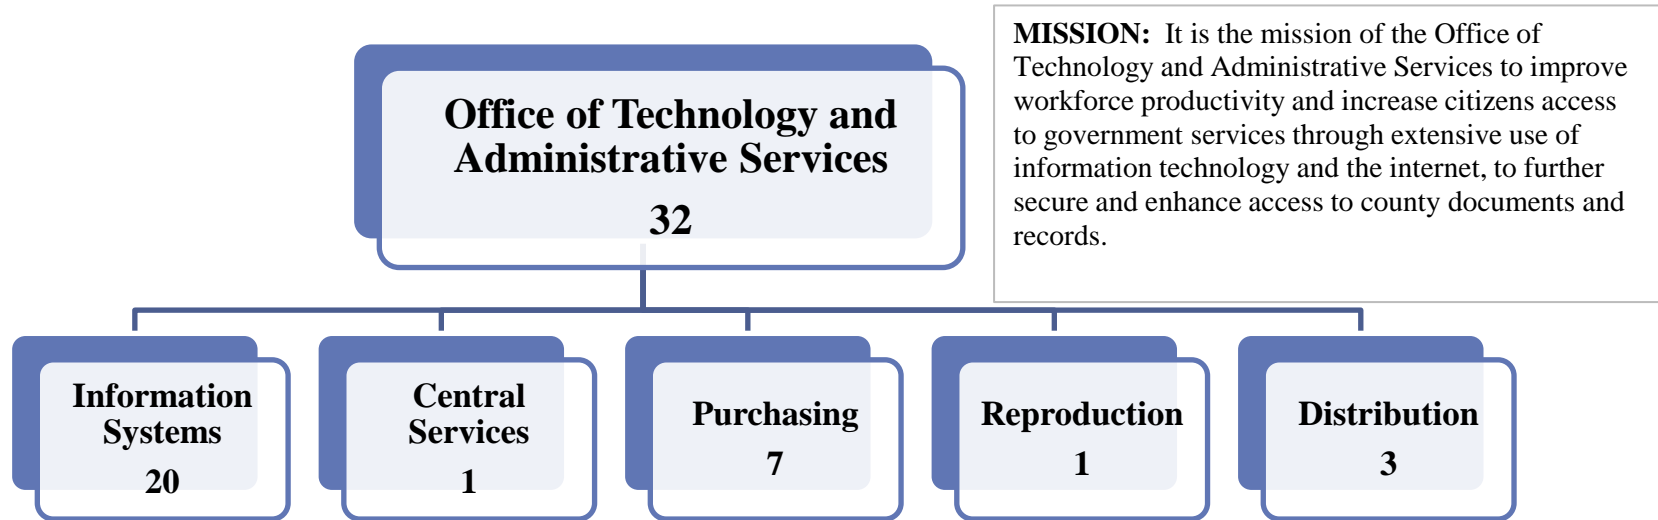 MISSION: It is the mission of the Office of
Technology and Administrative Services to improve
workforce productivity and increase citizens access
to government services through extensive use of
information technology and the internet, to further
secure and enhance access to county documents and
records.
Office of Technology and
Administrative Services
32
Information
Systems
20
Central
Services
1
Purchasing
7
Reproduction
1
Distribution
3